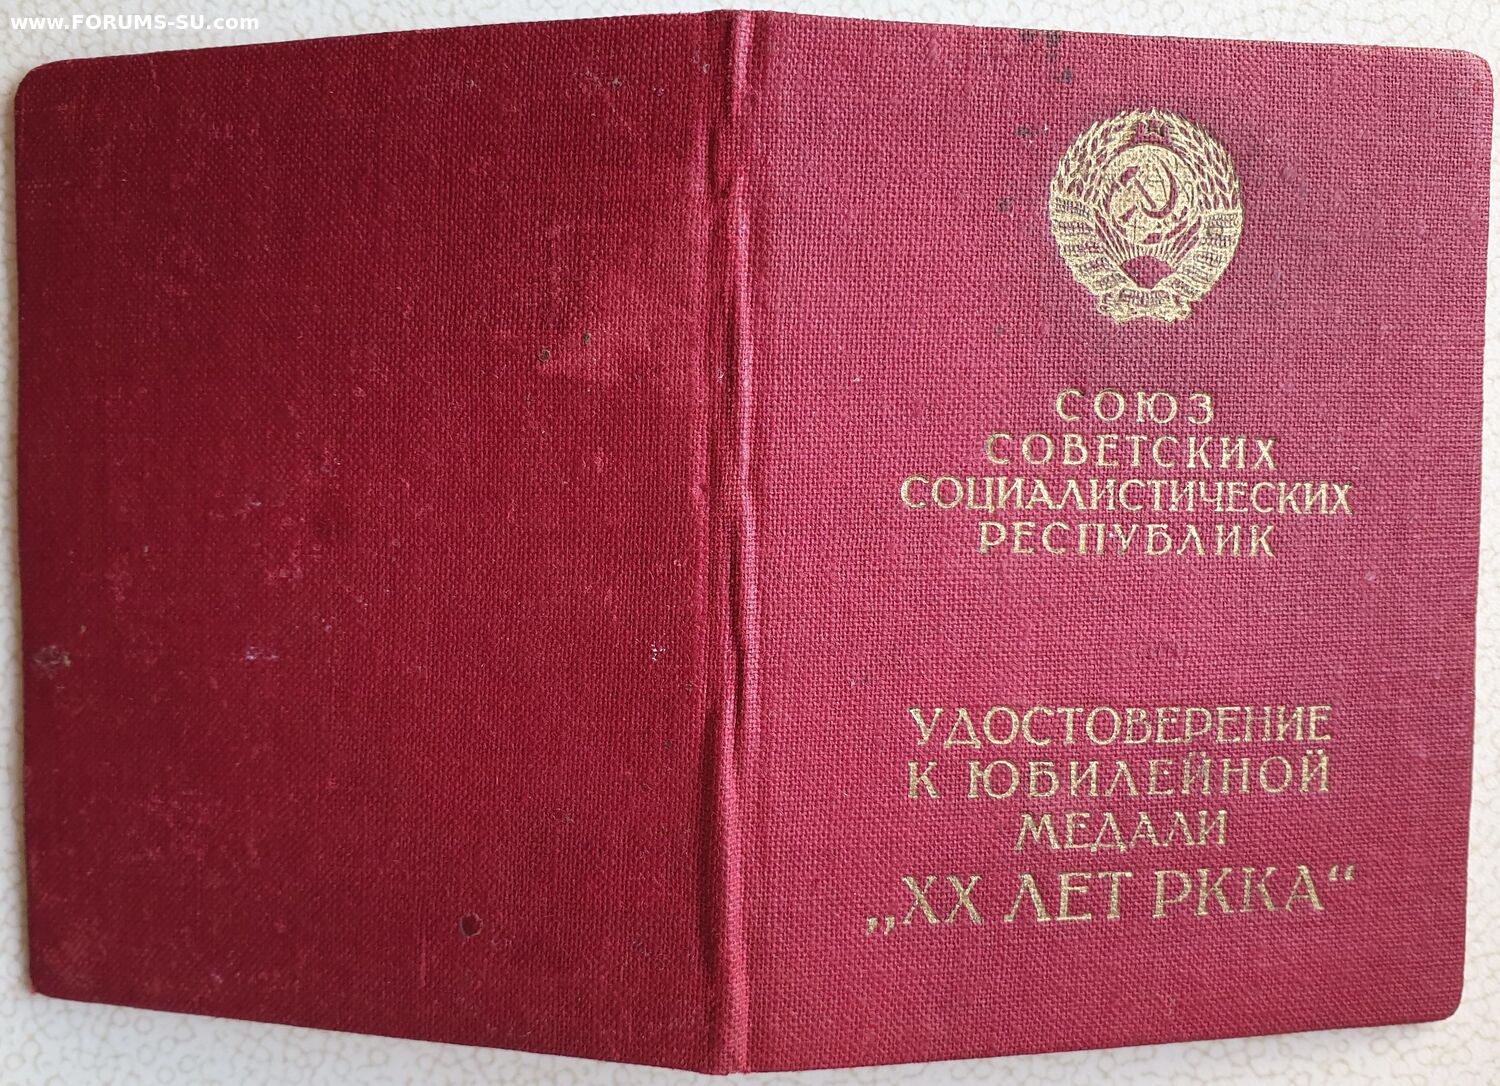 www.FORUMS-SU.com
СОЮЗ
СОВЕТСКИХ
СОЦИАЛИСТИЧЕСКИХ
РЕСПУБЛИК
УДОСТОВЕРЕНИЕ
К ЮБИЛЕЙНОЙ
МЕДАЛИ
„XX ЛЕТ РККА“